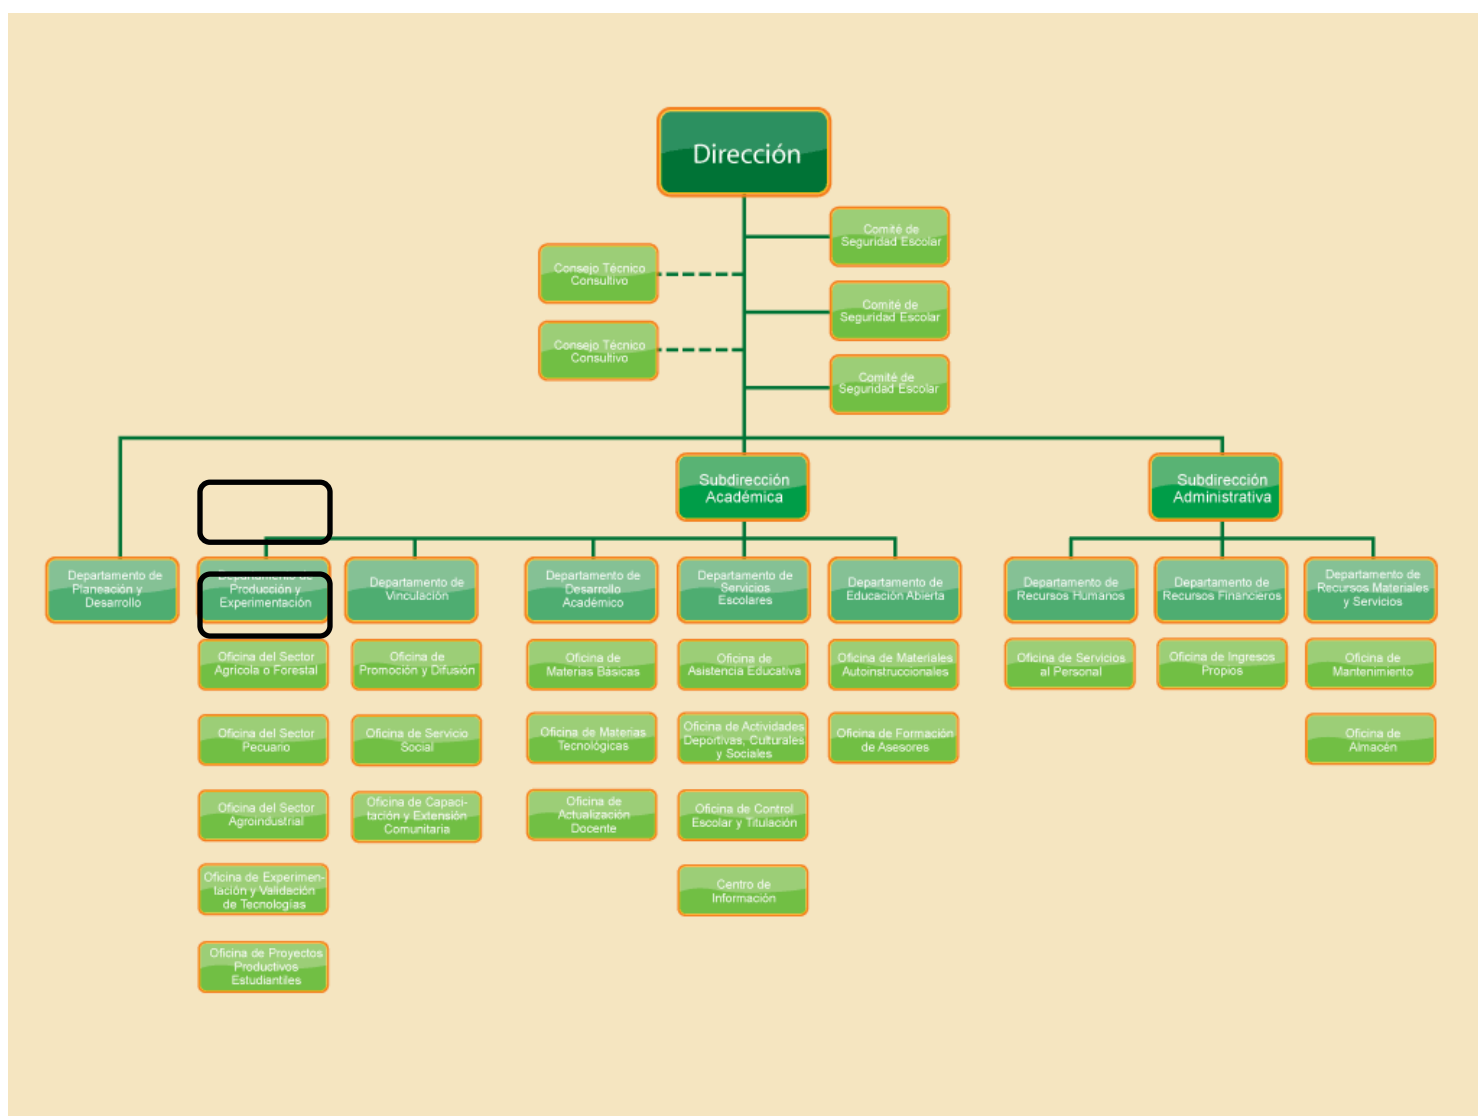 Dirección
Comité de
Seguridad Escolar
Consejo Técnico
Consultivo
Comité de
Seguridad Escolar
Consejo Técnico
Consultivo
Comité de
Seguridad Escolar
Subdirección
Académica
Subdirección
Administrativa
Departamento de
Planeación y
Desarrollo
Departamento de
Producción y
Experimentación
Departamento de
Vinculación
Departamento de
Desarrollo
Académico
Departamento de
Servicios
Escolares
Departamento de
Educación Abierta
Departamento de
Recursos Humanos
Departamento de
Recursos Financieros
Departamento de
Recursos Materiales
y Servicios
Oficina del Sector
Agrícola o Forestal
Oficina de
Promoción y Difusión
Oficina de
Materias Básicas
Oficina de
Asistencia Educativa
Oficina de Materiales
Autoinstruccionales
Oficina de Servicios
al Personal
Oficina de Ingresos
Propios
Oficina de
Mantenimiento
Oficina del Sector
Pecuario
Oficina de Servicio
Social
Oficina de Materias
Tecnológicas
Oficina de Actividades
Deportivas, Culturales
y Sociales
Oficina de Formación
de Asesores
Oficina de
Almacén
Oficina del Sector
Agroindustrial
Oficina de Capaci-
tación y Extensión
Comunitaria
Oficina de
Actualización
Docente
Oficina de Control
Escolar y Titulación
Oficina de Experimen-
tación y Validación
de Tecnologías
Centro de
Información
Oficina de Proyectos
Productivos
Estudiantiles